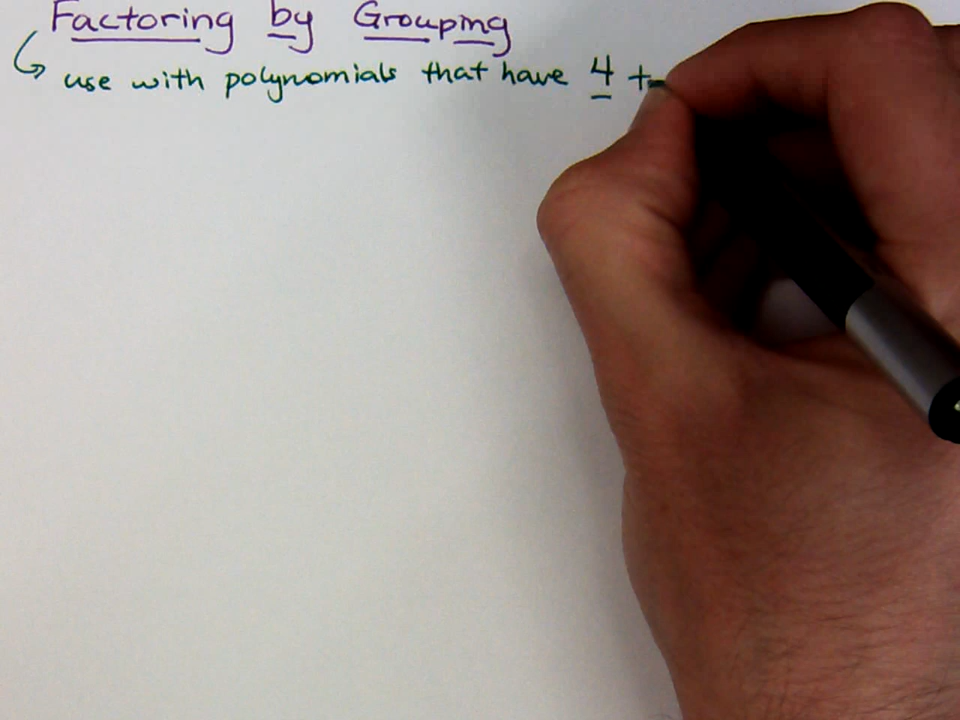 Factoring by Grouping
use with polynomials that have 4